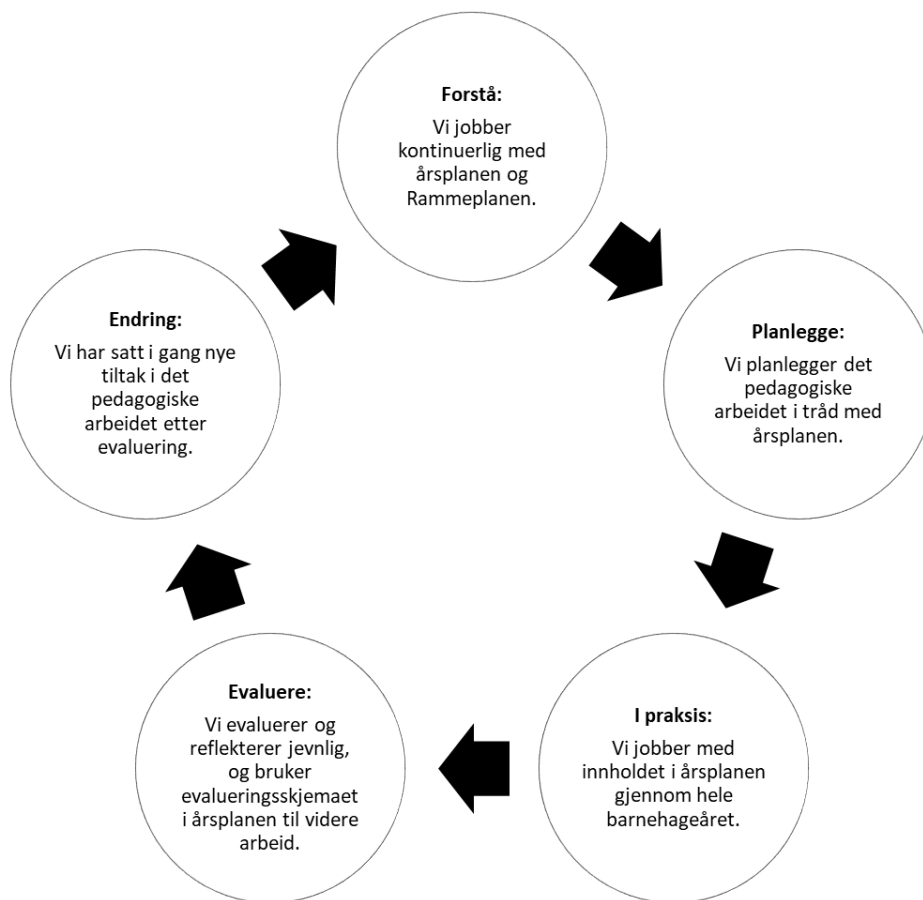 Forstå:
Vi jobber
kontinuerlig med
årsplanen og
Rammeplanen.
Planlegge:
Vi planlegger det
pedagogiske
arbeidet i tråd med
årsplanen.
I praksis:
Vi jobber med
innholdet i årsplanen
gjennom hele
barnehageåret.
Evaluere:
Vi evaluerer og
reflekterer jevnlig,
og bruker
evalueringsskjemaet
i årsplanen til videre
arbeid.
Endring:
Vi har satt i gang nye
tiltak i det
pedagogiske
arbeidet etter
evaluering.